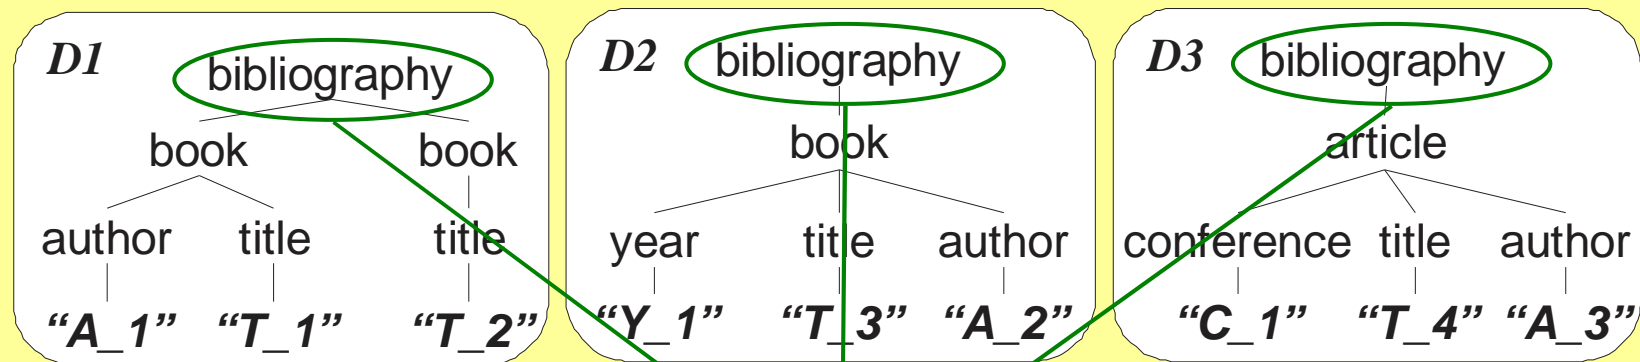 D1 bibliography
book book
author title title
“A_1” “T_1” “T_2”
D2 bibliography
book
year title author
“Y_1” “T_3” “A_2”
D3 bibliography
article
conference title author
“C_1” “T_4” “A_3”